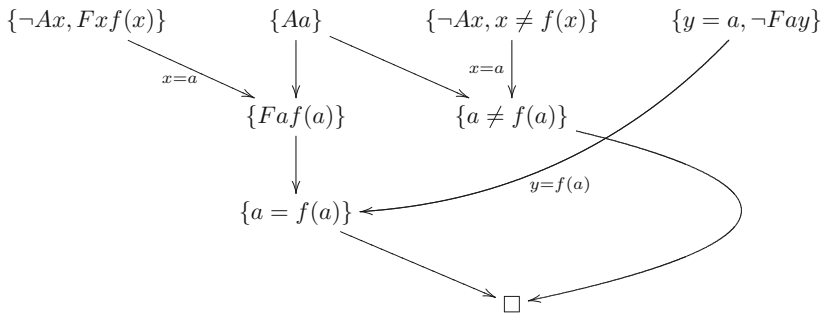 {¬Ax, Fxf(x)} {Aa} {¬Ax, x ≠ f(x)} {y = a, ¬Fay}
x=a x=a
{Faf(a)} {a ≠ f(a)}
y=f(a)
{a = f(a)}
□